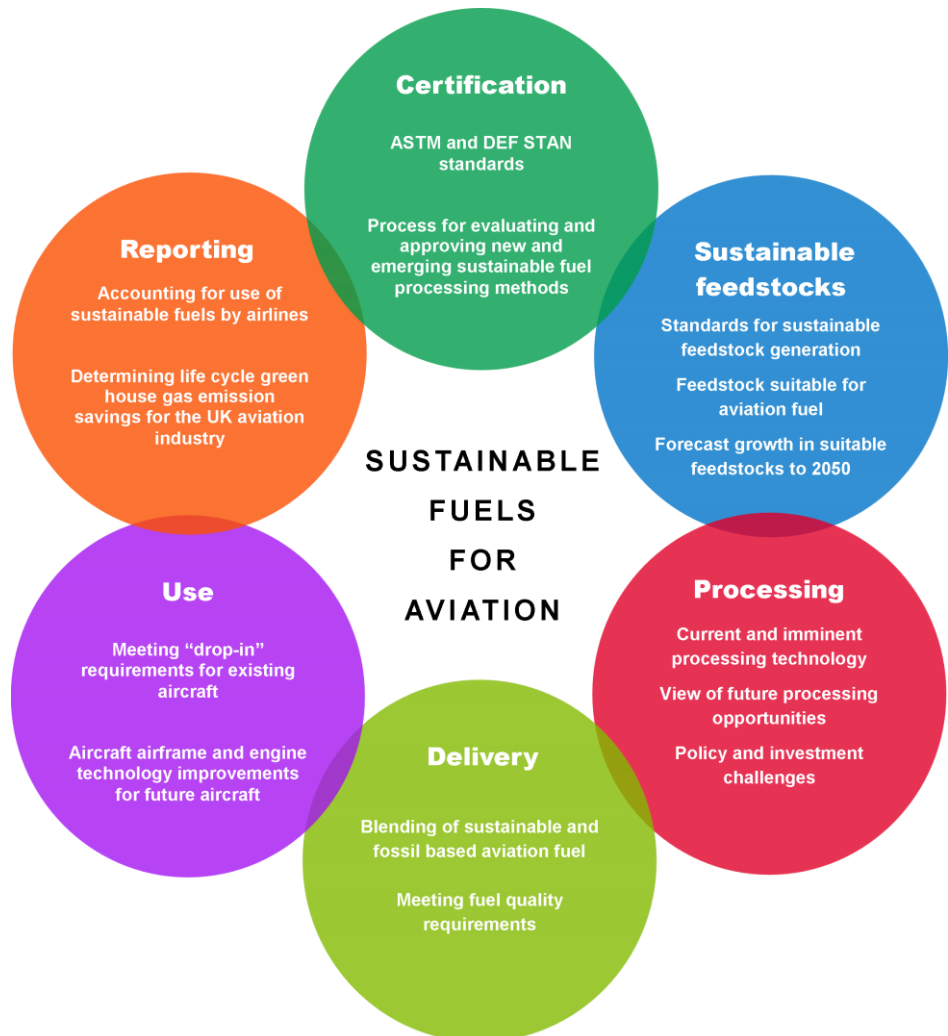 Certification
ASTM and DEF STAN
standards
Process for evaluating and
approving new and
emerging sustainable fuel
processing methods
Sustainable
feedstocks
Standards for sustainable
feedstock generation
Feedstock suitable for
aviation fuel
Forecast growth in suitable
feedstocks to 2050
Processing
Current and imminent
processing technology
View of future processing
opportunities
Policy and investment
challenges
Delivery
Blending of sustainable and
fossil based aviation fuel
Meeting fuel quality
requirements
Use
Meeting “drop-in”
requirements for existing
aircraft
Aircraft airframe and engine
technology improvements
for future aircraft
Reporting
Accounting for use of
sustainable fuels by airlines
Determining life cycle green
house gas emission
savings for the UK aviation
industry
SUSTAINABLE
FUELS
FOR
AVIATION